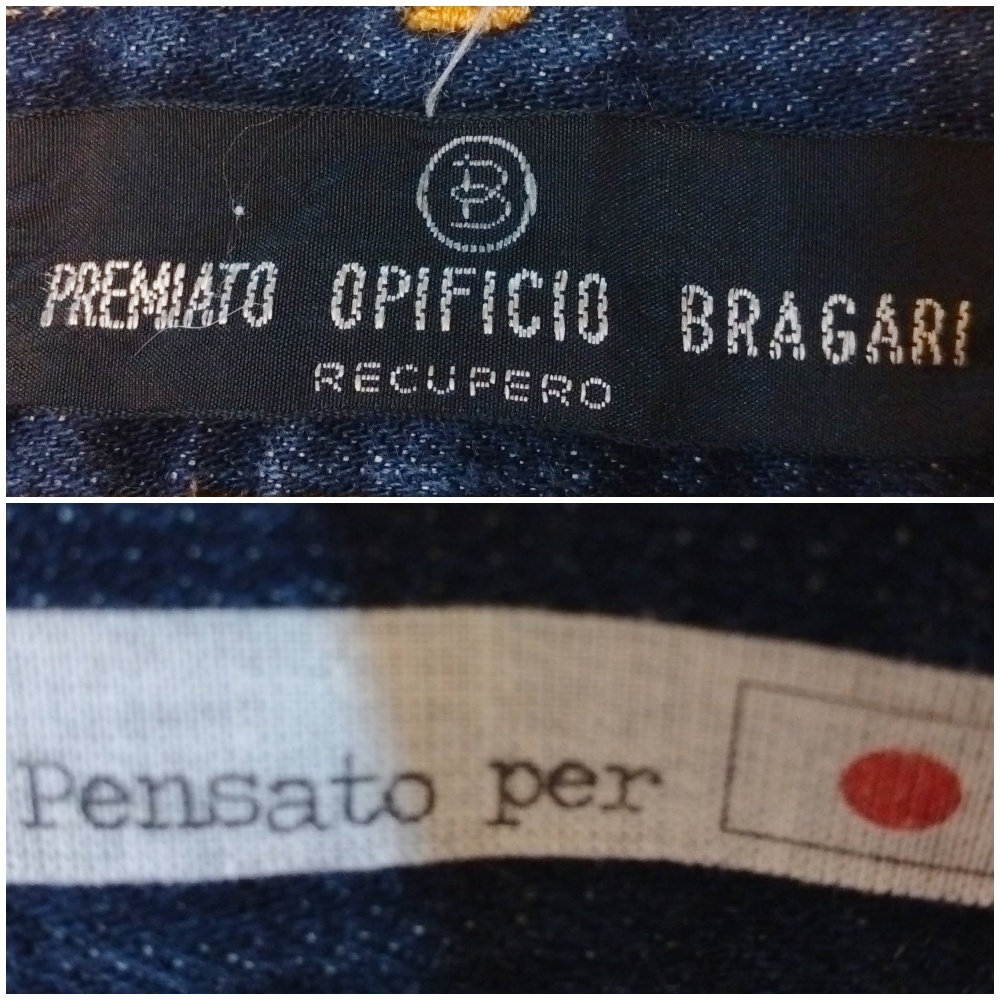 B
PREMIATO OPIFICIO BRAGARI
RECUPERO
Pensato per